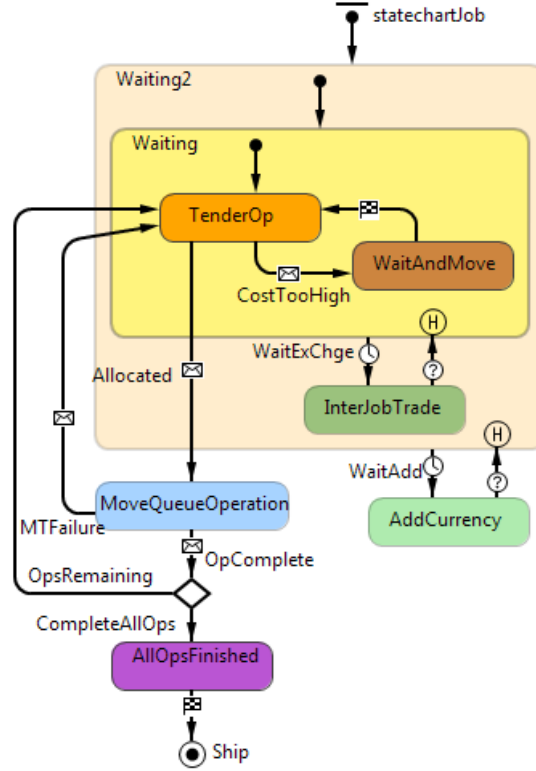 statechartJob
Waiting2
Waiting
TenderOp
WaitAndMove
CostTooHigh
H
WaitExChge
?
Allocated
InterJobTrade
H
WaitAdd
?
MoveQueueOperation
AddCurrency
MTFailure
OpComplete
OpsRemaining
CompleteAllOps
AllOpsFinished
Ship